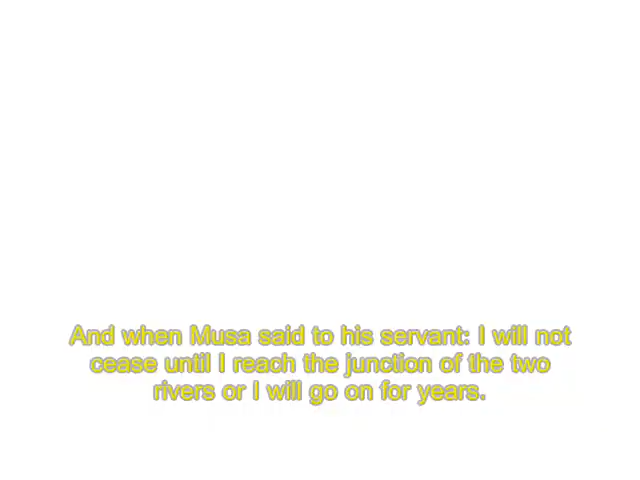 And when Musa said to his servant: I will not
cease until I reach the junction of the two
rivers or I will go on for years.